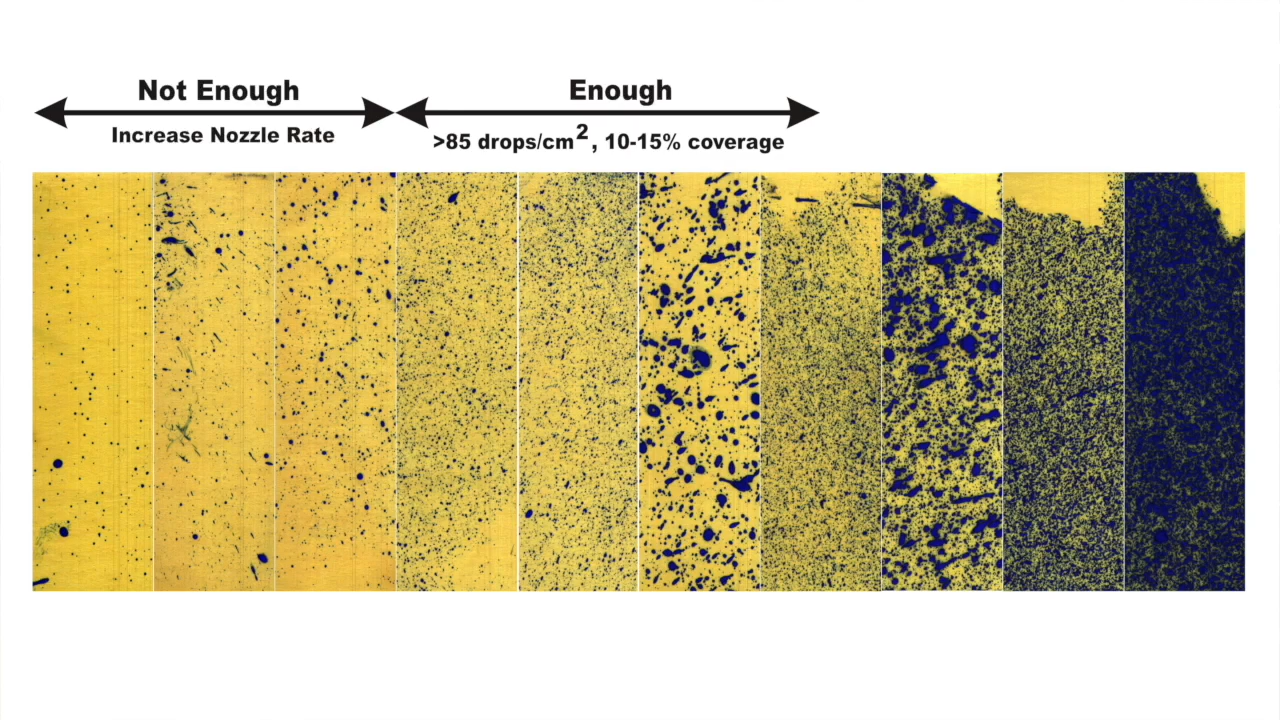 Not Enough
Increase Nozzle Rate
Enough
>85 drops/cm², 10-15% coverage